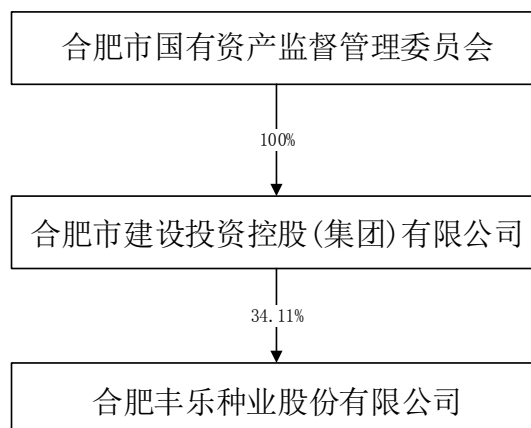 合肥市国有资产监督管理委员会
100%
合肥市建设投资控股(集团)有限公司
34.11%
合肥丰乐种业股份有限公司